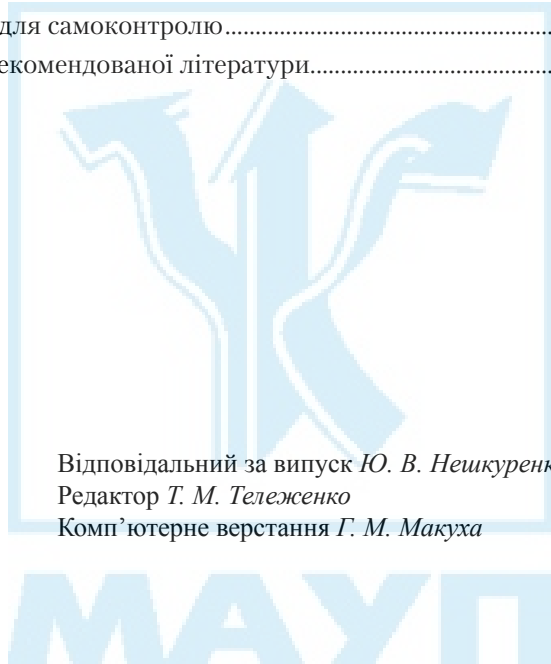 для самоконтролю......................................................
екомендованої літератури.........................................
Відповідальний за випуск Ю. В. Нешкуренк
Редактор Т. М. Тележенко
Комп’ютерне верстання Г. М. Макуха
МАУП